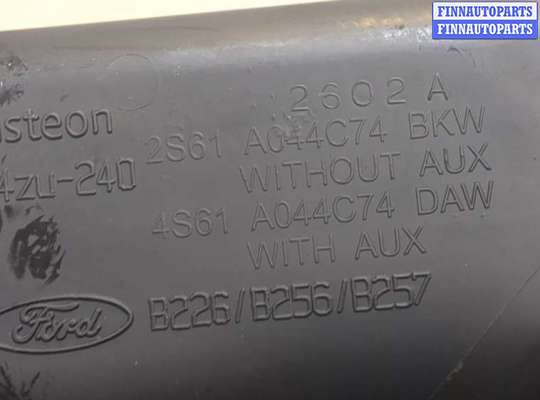 FINNAUTOPARTS
FINNAUTOPARTS
2602 A
steon
2S61 A044C74 BKW
WITHOUT AUX
4zu-240
4S61 A044C74 DAW
WITH AUX
Ford
B226/B256/B257